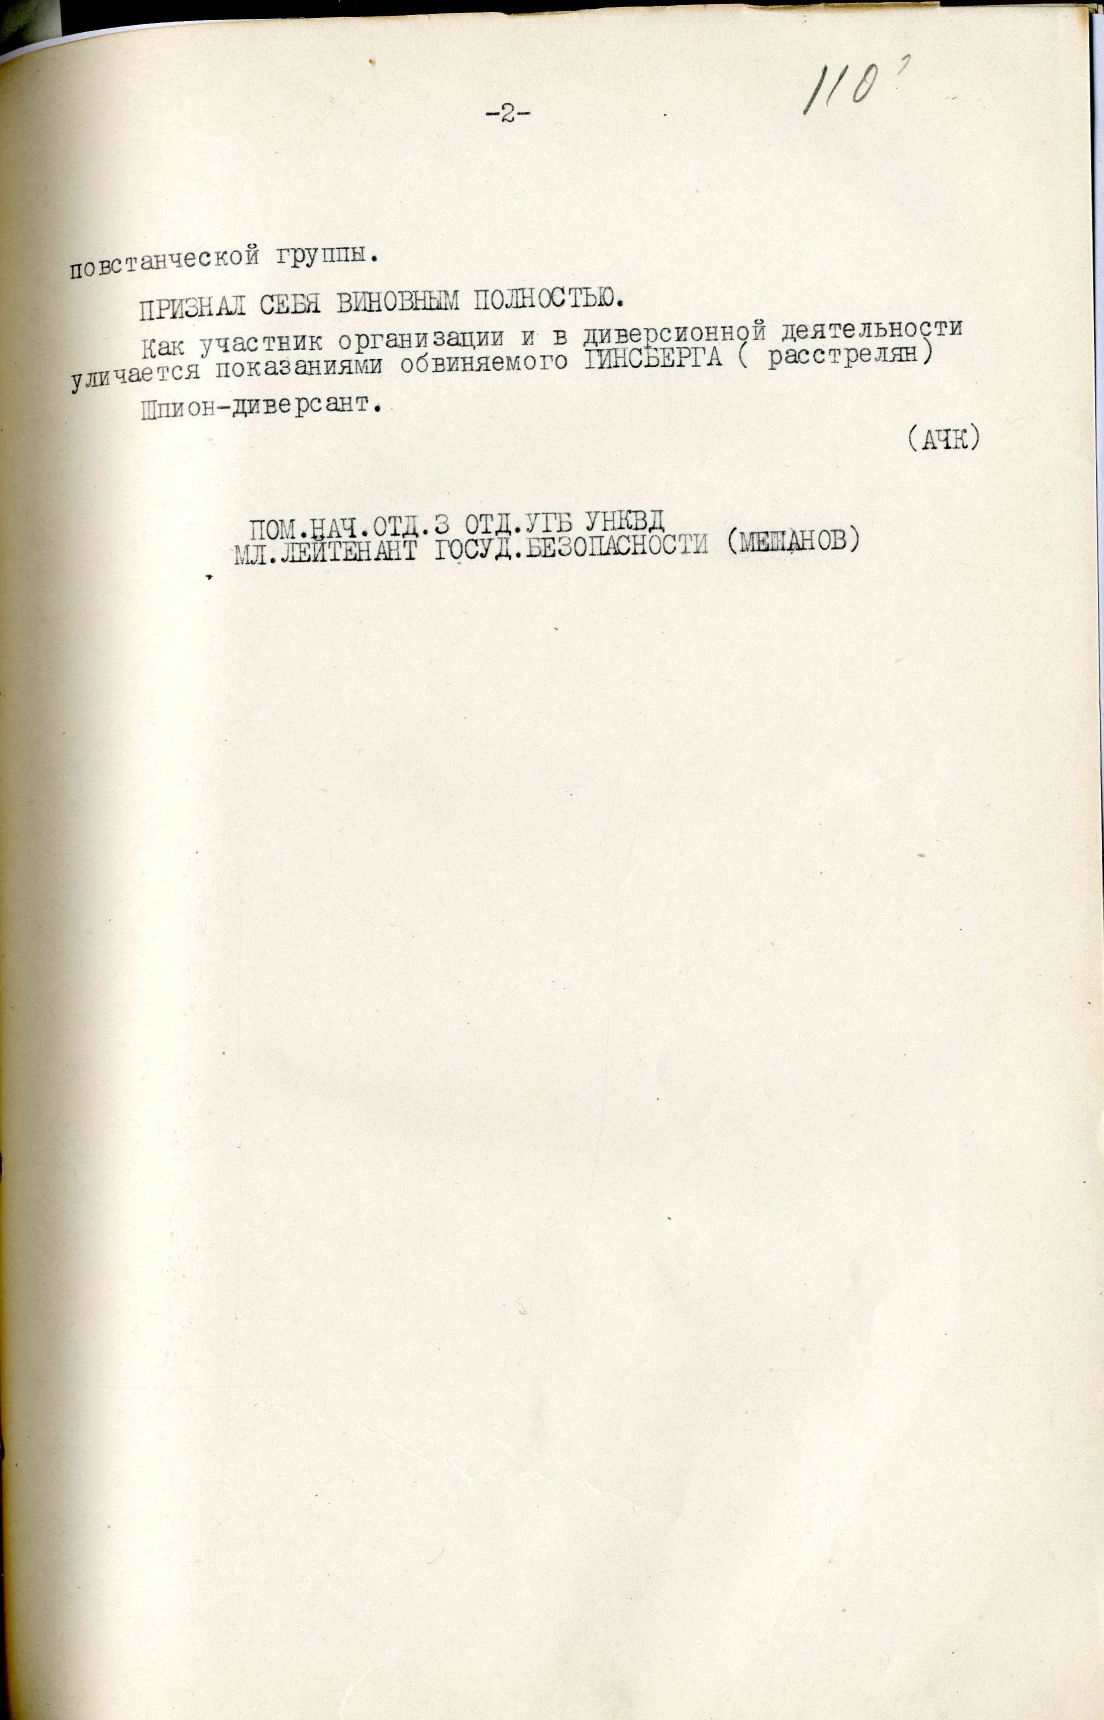 110
-2-
повстанческой группы.
ПРИЗНАЛ СЕБЯ ВИНОВНЫМ ПОЛНОСТЬЮ.
Как участник организации и в диверсионной деятельности
уличается показаниями обвиняемого ГИНСБЕРГА ( расстрелян)
Шпион-диверсант.
(АЧК)
ПОМ.НАЧ.ОТД.3 ОТД.УГБ УНКВД
МЛ.ЛЕЙТЕНАНТ ГОСУД.БЕЗОПАСНОСТИ (МЕШАНОВ)